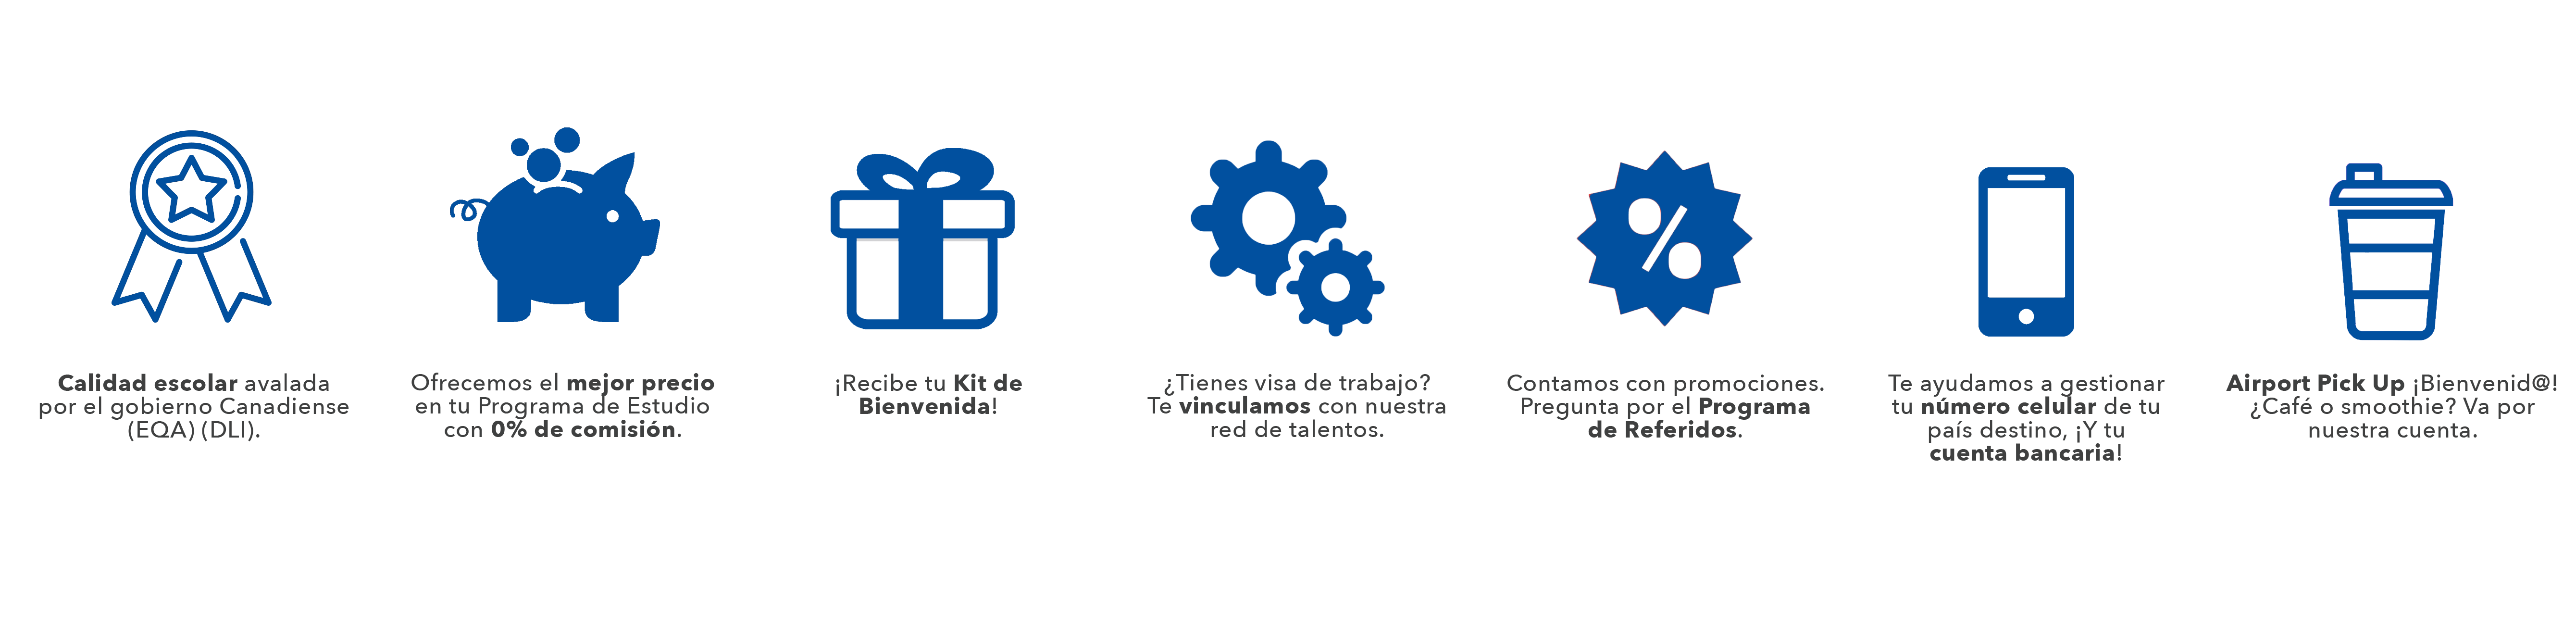 Calidad escolar avalada
por el gobierno Canadiense
(EQA) (DLI).
Ofrecemos el mejor precio
en tu Programa de Estudio
con 0% de comisión.
¡Recibe tu Kit de
Bienvenida!
¿Tienes visa de trabajo?
Te vinculamos con nuestra
red de talentos.
Contamos con promociones.
Pregunta por el Programa
de Referidos.
Te ayudamos a gestionar
tu número celular de tu
país destino, ¡Y tu
cuenta bancaria!
Airport Pick Up ¡Bienvenid@!
¿Café o smoothie? Va por
nuestra cuenta.